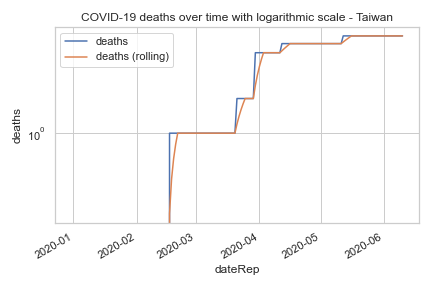 COVID-19 deaths over time with logarithmic scale - Taiwan
deaths
deaths (rolling)
deaths
10⁰
2020-01
2020-02
2020-03
2020-04
2020-05
2020-06
dateRep